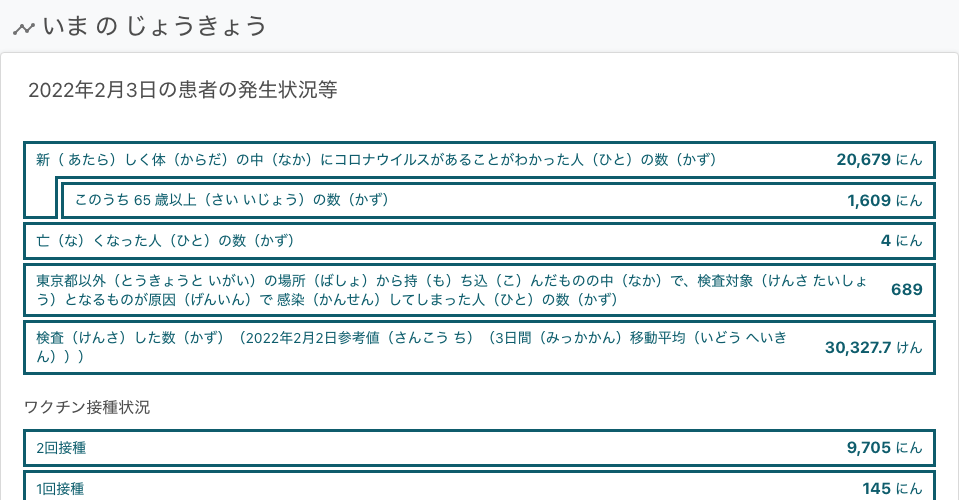 いま の じょうきょう
2022年2月3日の患者の発生状況等
新（ あたら）しく体（からだ）の中（なか）にコロナウイルスがあることがわかった人（ひと）の数（かず） 20,679 にん
このうち 65 歳以上（さい いじょう）の数（かず） 1,609 にん
亡（な）くなった人（ひと）の数（かず） 4 にん
東京都以外（とうきょうと いがい）の場所（ばしょ）から持（も）ち込（こ）んだものの中（なか）で、検査対象（けんさ たいしょ
う）となるものが原因（げんいん）で 感染（かんせん）してしまった人（ひと）の数（かず） 689
検査（けんさ）した数（かず）（2022年2月2日参考値（さんこう ち）（3日間（みっかかん）移動平均（いどう へいき
ん））） 30,327.7 けん
ワクチン接種状況
2回接種 9,705 にん
1回接種 145 にん